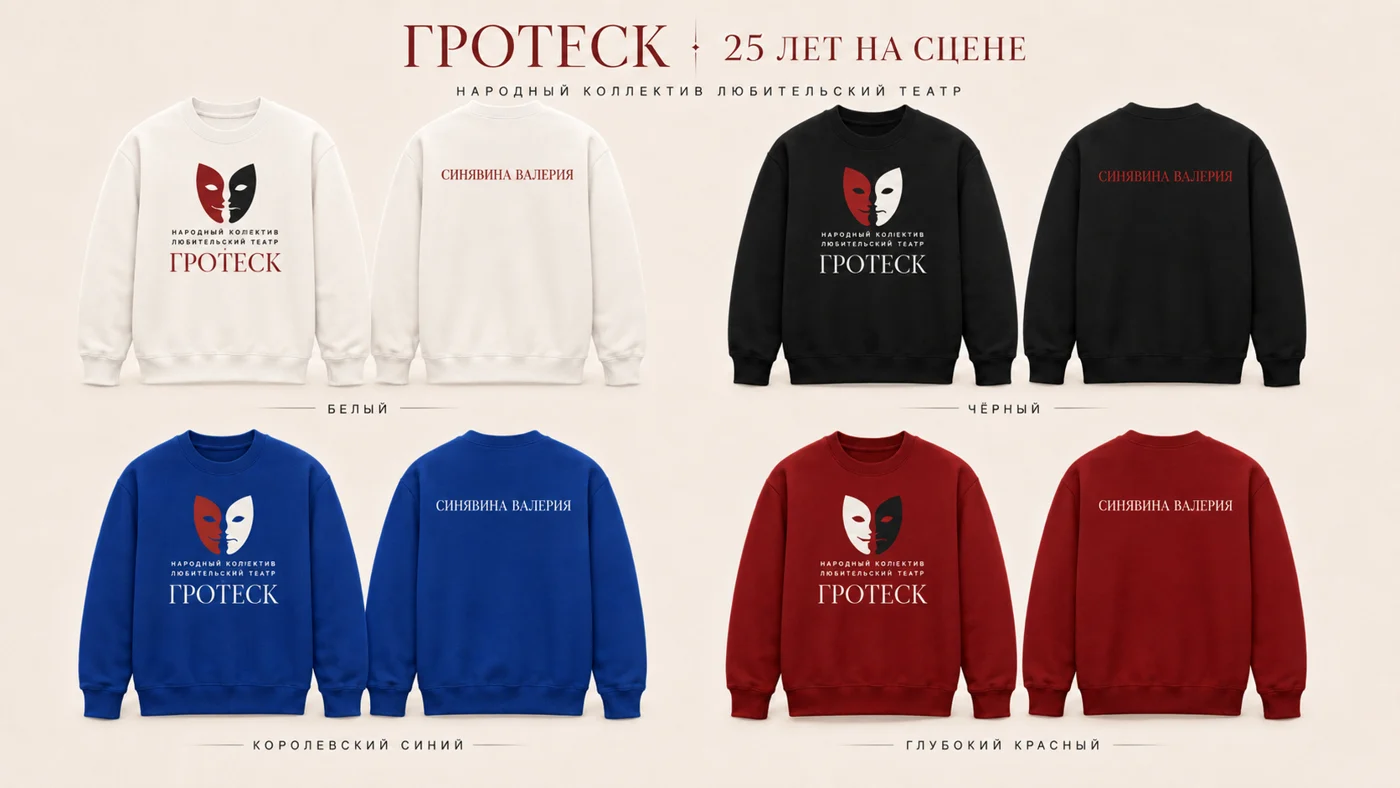 ГРОТЕСК
25 ЛЕТ НА СЦЕНЕ
НАРОДНЫЙ КОЛЛЕКТИВ ЛЮБИТЕЛЬСКИЙ ТЕАТР
НАРОДНЫЙ КОЛЛЕКТИВ
ЛЮБИТЕЛЬСКИЙ ТЕАТР
ГРОТЕСК
СИНЯВИНА ВАЛЕРИЯ
БЕЛЫЙ
НАРОДНЫЙ КОЛЛЕКТИВ
ЛЮБИТЕЛЬСКИЙ ТЕАТР
ГРОТЕСК
СИНЯВИНА ВАЛЕРИЯ
ЧЁРНЫЙ
НАРОДНЫЙ КОЛЛЕКТИВ
ЛЮБИТЕЛЬСКИЙ ТЕАТР
ГРОТЕСК
СИНЯВИНА ВАЛЕРИЯ
КОРОЛЕВСКИЙ СИНИЙ
НАРОДНЫЙ КОЛЛЕКТИВ
ЛЮБИТЕЛЬСКИЙ ТЕАТР
ГРОТЕСК
СИНЯВИНА ВАЛЕРИЯ
ГЛУБОКИЙ КРАСНЫЙ